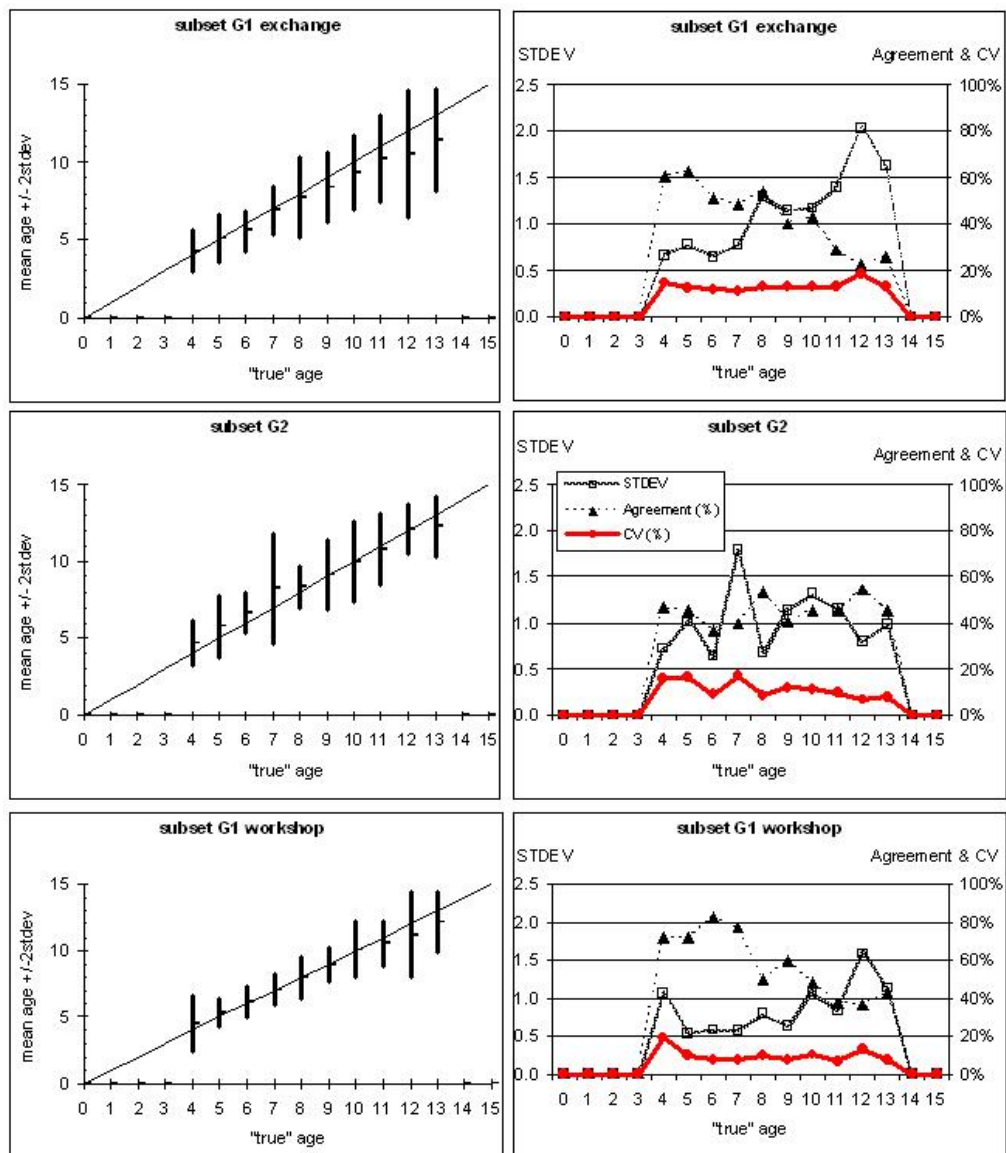 subset G1 exchange
mean age +/- 2stdev
15
10
5
0
0 1 2 3 4 5 6 7 8 9 10 11 12 13 14 15
"true" age
subset G1 exchange
STDEV Agreement & CV
2.5 100%
2.0 80%
1.5 60%
1.0 40%
0.5 20%
0.0 0%
0 1 2 3 4 5 6 7 8 9 10 11 12 13 14 15
"true" age
subset G2
mean age +/- 2stdev
15
10
5
0
0 1 2 3 4 5 6 7 8 9 10 11 12 13 14 15
"true" age
subset G2
STDEV Agreement & CV
STDEV
Agreement (%)
CV (%)
2.5 100%
2.0 80%
1.5 60%
1.0 40%
0.5 20%
0.0 0%
0 1 2 3 4 5 6 7 8 9 10 11 12 13 14 15
"true" age
subset G1 workshop
mean age +/-2stdev
15
10
5
0
0 1 2 3 4 5 6 7 8 9 10 11 12 13 14 15
"true" age
subset G1 workshop
STDEV Agreement & CV
2.5 100%
2.0 80%
1.5 60%
1.0 40%
0.5 20%
0.0 0%
0 1 2 3 4 5 6 7 8 9 10 11 12 13 14 15
"true" age